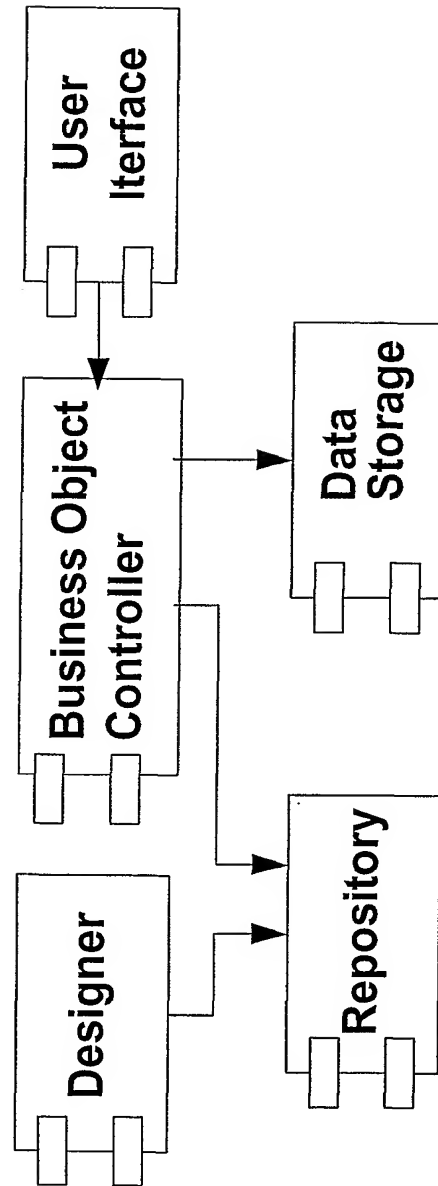 Designer
Business Object
Controller
User
Iterface
Repository
Data
Storage